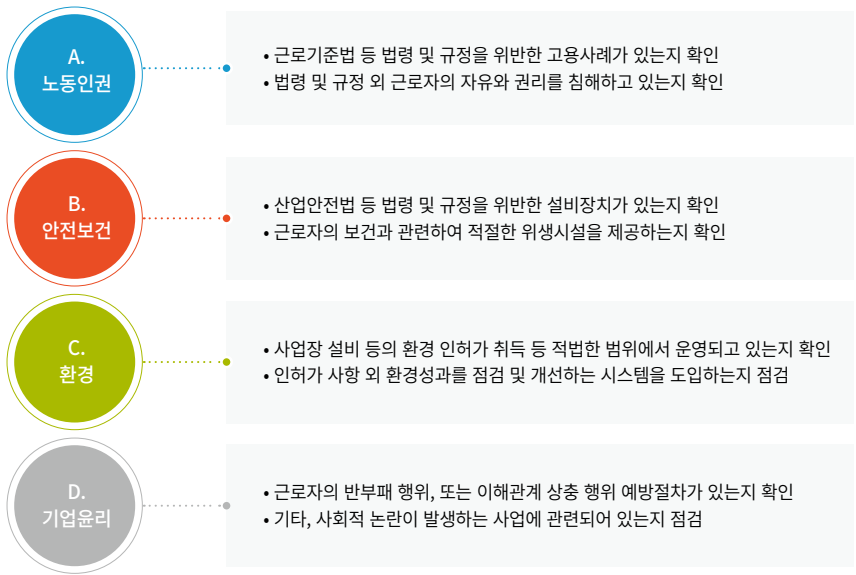 A.
노동인권
• 근로기준법 등 법령 및 규정을 위반한 고용사례가 있는지 확인
• 법령 및 규정 외 근로자의 자유와 권리를 침해하고 있는지 확인
B.
안전보건
• 산업안전법 등 법령 및 규정을 위반한 설비장치가 있는지 확인
• 근로자의 보건과 관련하여 적절한 위생시설을 제공하는지 확인
C.
환경
• 사업장 설비 등의 환경 인허가 취득 등 적법한 범위에서 운영되고 있는지 확인
• 인허가 사항 외 환경성과를 점검 및 개선하는 시스템을 도입하는지 점검
D.
기업윤리
• 근로자의 반부패 행위, 또는 이해관계 상충 행위 예방절차가 있는지 확인
• 기타, 사회적 논란이 발생하는 사업에 관련되어 있는지 점검